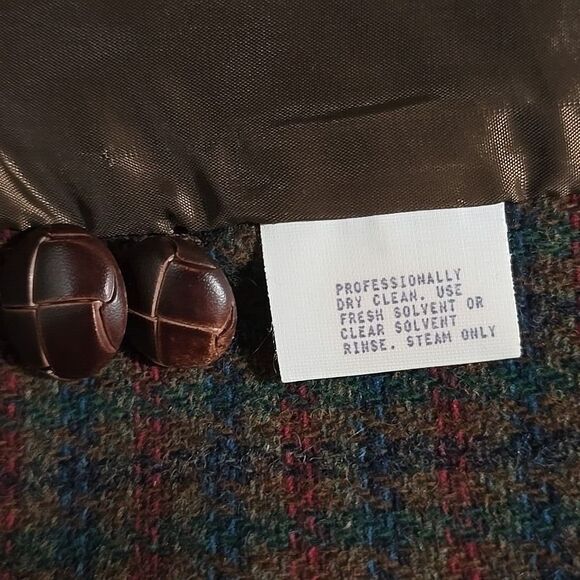 PROFESSIONALLY
DRY CLEAN. USE
FRESH SOLVENT OR
CLEAR SOLVENT
RINSE. STEAM ONLY